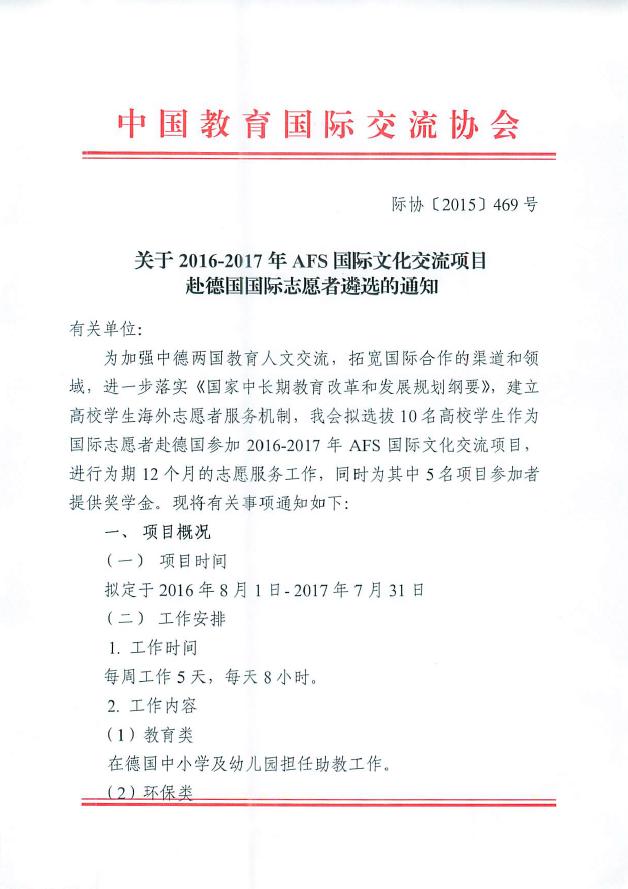 中国教育国际交流协会
际协〔2015〕469号
关于 2016-2017 年 AFS 国际文化交流项目
赴德国国际志愿者遴选的通知
有关单位：
为加强中德两国教育人文交流，拓宽国际合作的渠道和领
域，进一步落实《国家中长期教育改革和发展规划纲要》，建立
高校学生海外志愿者服务机制，我会拟选拔 10 名高校学生作为
国际志愿者赴德国参加 2016-2017 年 AFS 国际文化交流项目，
进行为期 12 个月的志愿服务工作，同时为其中 5 名项目参加者
提供奖学金。现将有关事项通知如下：
一、项目概况
（一） 项目时间
拟定于 2016 年 8 月 1 日- 2017 年 7 月 31 日
（二） 工作安排
1. 工作时间
每周工作 5 天，每天 8 小时。
2. 工作内容
（1）教育类
在德国中小学及幼儿园担任助教工作。
（2）环保类